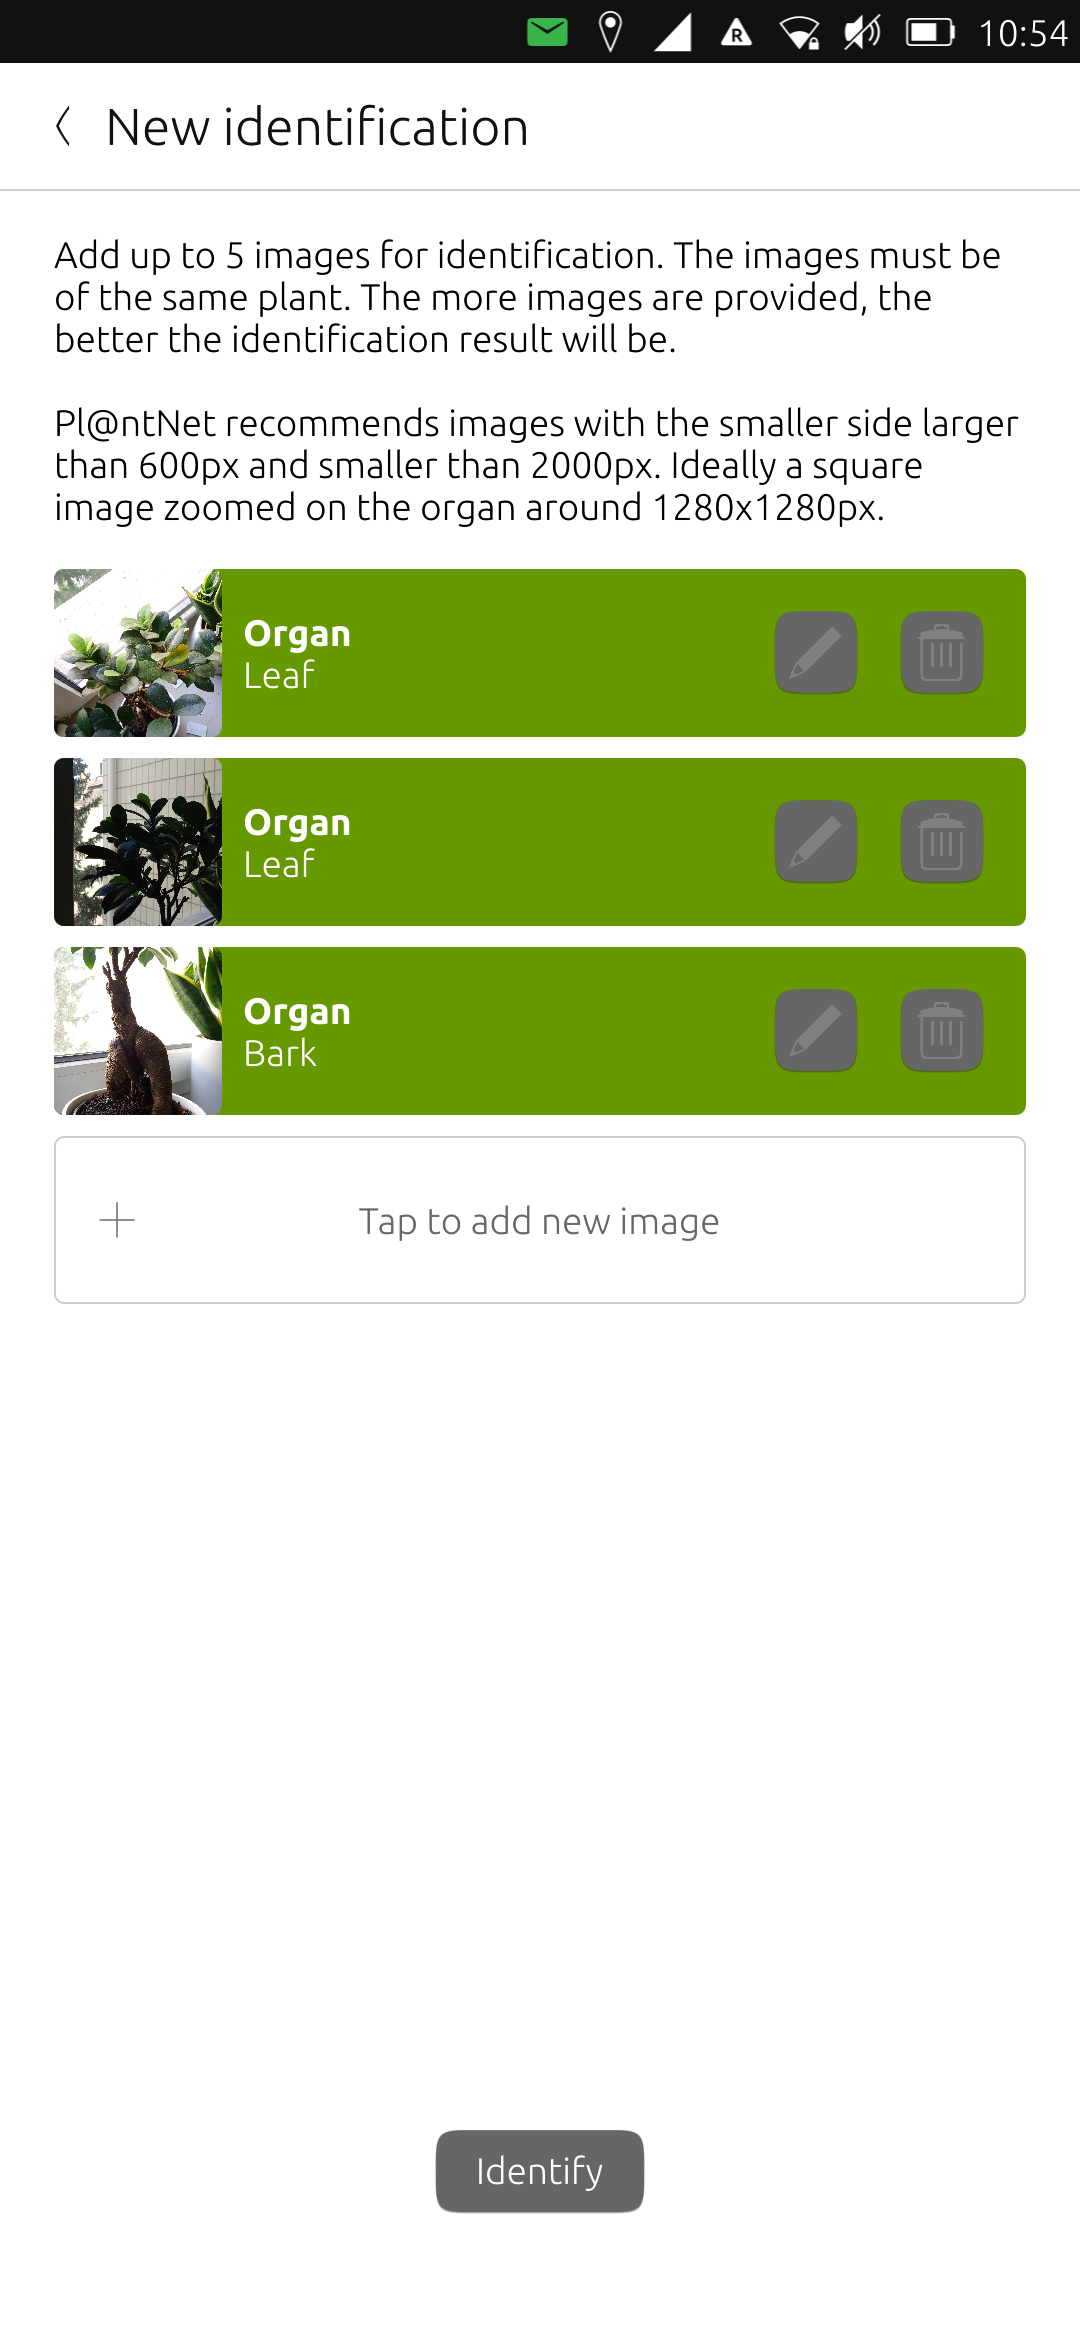 10:54
New identification
Add up to 5 images for identification. The images must be
of the same plant. The more images are provided, the
better the identification result will be.
Pl@ntNet recommends images with the smaller side larger
than 600px and smaller than 2000px. Ideally a square
image zoomed on the organ around 1280x1280px.
Organ
Leaf
Organ
Leaf
Organ
Bark
Tap to add new image
Identify